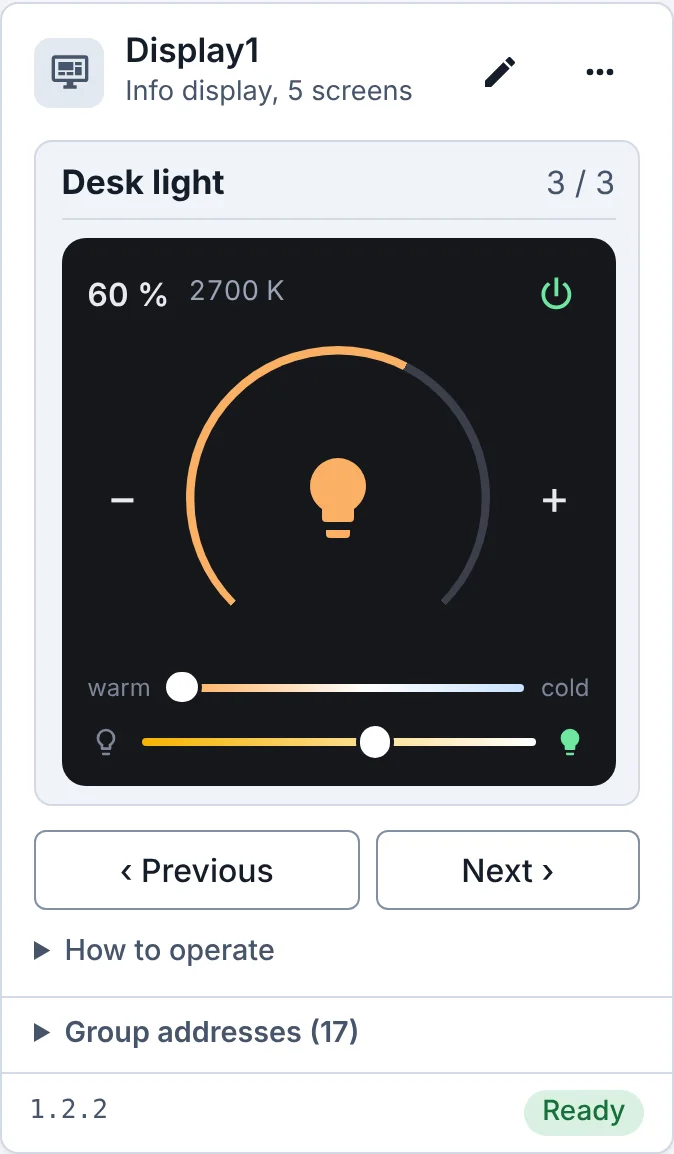 Display1
Info display, 5 screens
Desk light 3 / 3
60 % 2700 K
− +
warm cold
‹ Previous Next ›
How to operate
Group addresses (17)
1.2.2 Ready